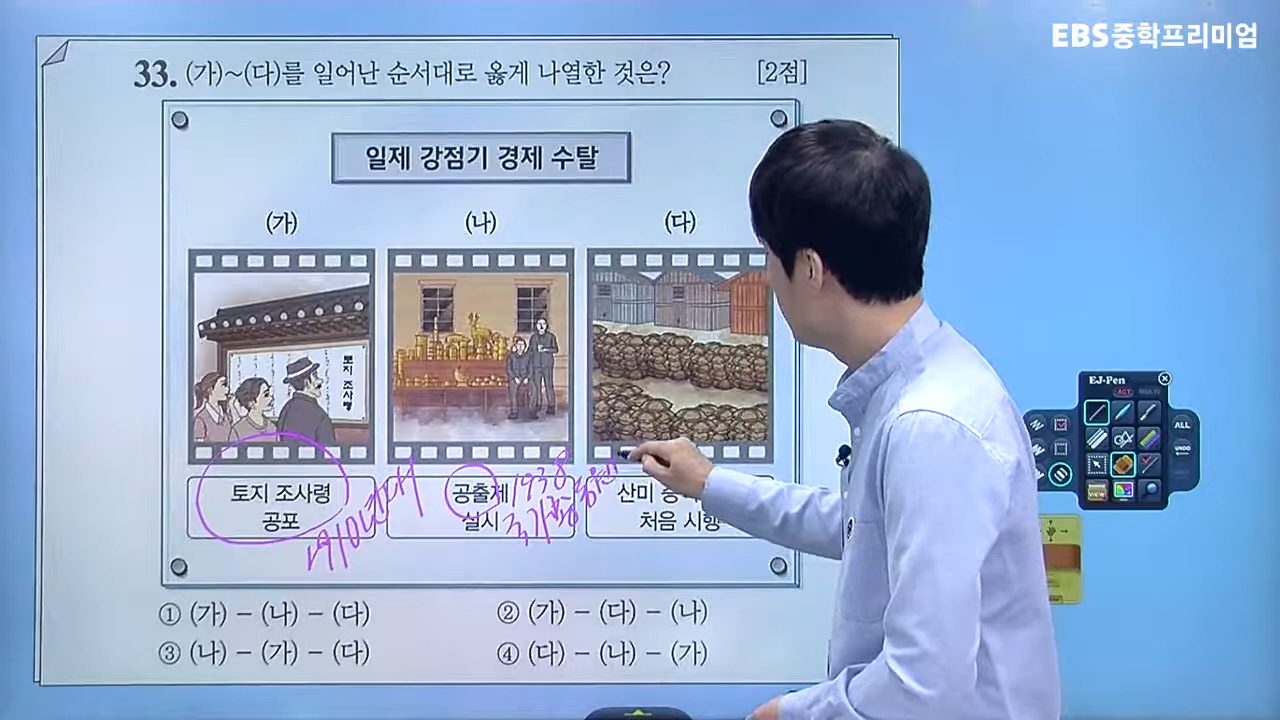 EBS중학프리미엄
33. (가)~(다)를 일어난 순서대로 옳게 나열한 것은? [2점]
일제 강점기 경제 수탈
(가) (나) (다)
토지 조사령
토지 조사령
공포
1910년대
공출제
실시
1938
국가총동원
산미 증
처음 시행
① (가) - (나) - (다)
② (가) - (다) - (나)
③ (나) - (가) - (다)
④ (다) - (나) - (가)
EJ-Pen
ACT
ALL
UNDO
VIEW